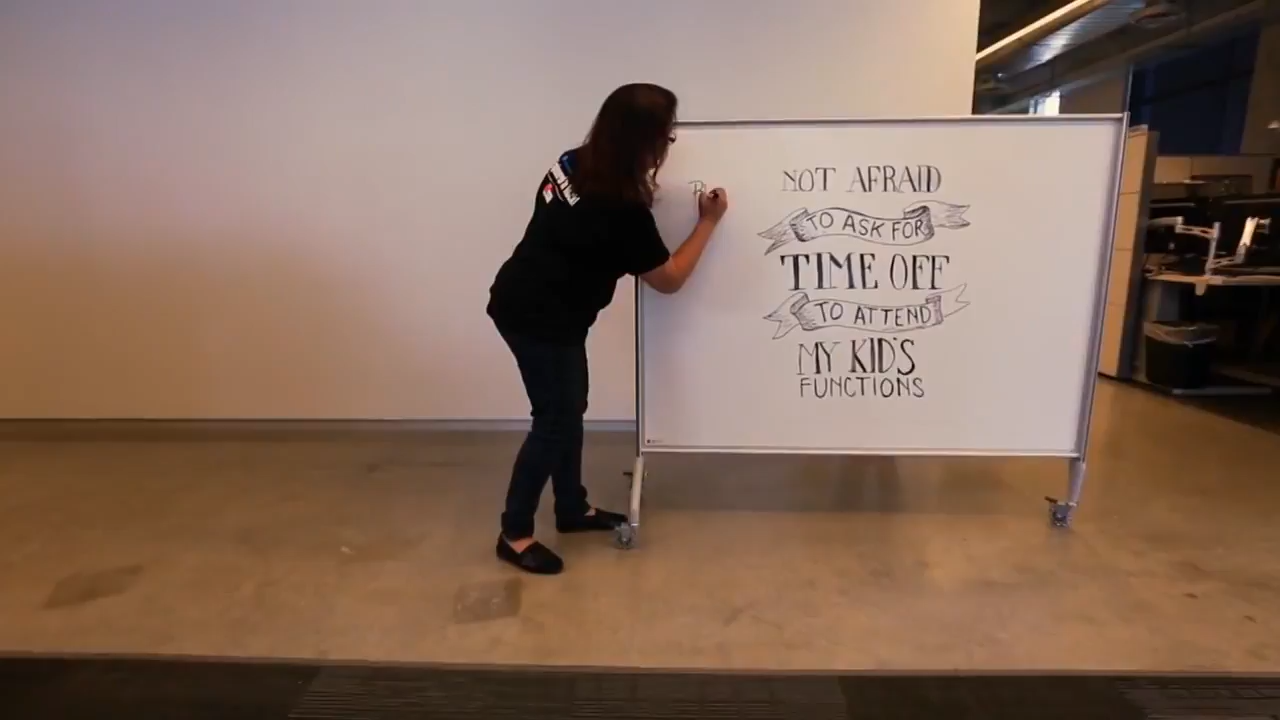 NOT AFRAID
TO ASK FOR
TIME OFF
TO ATTEND
MY KID'S
FUNCTIONS